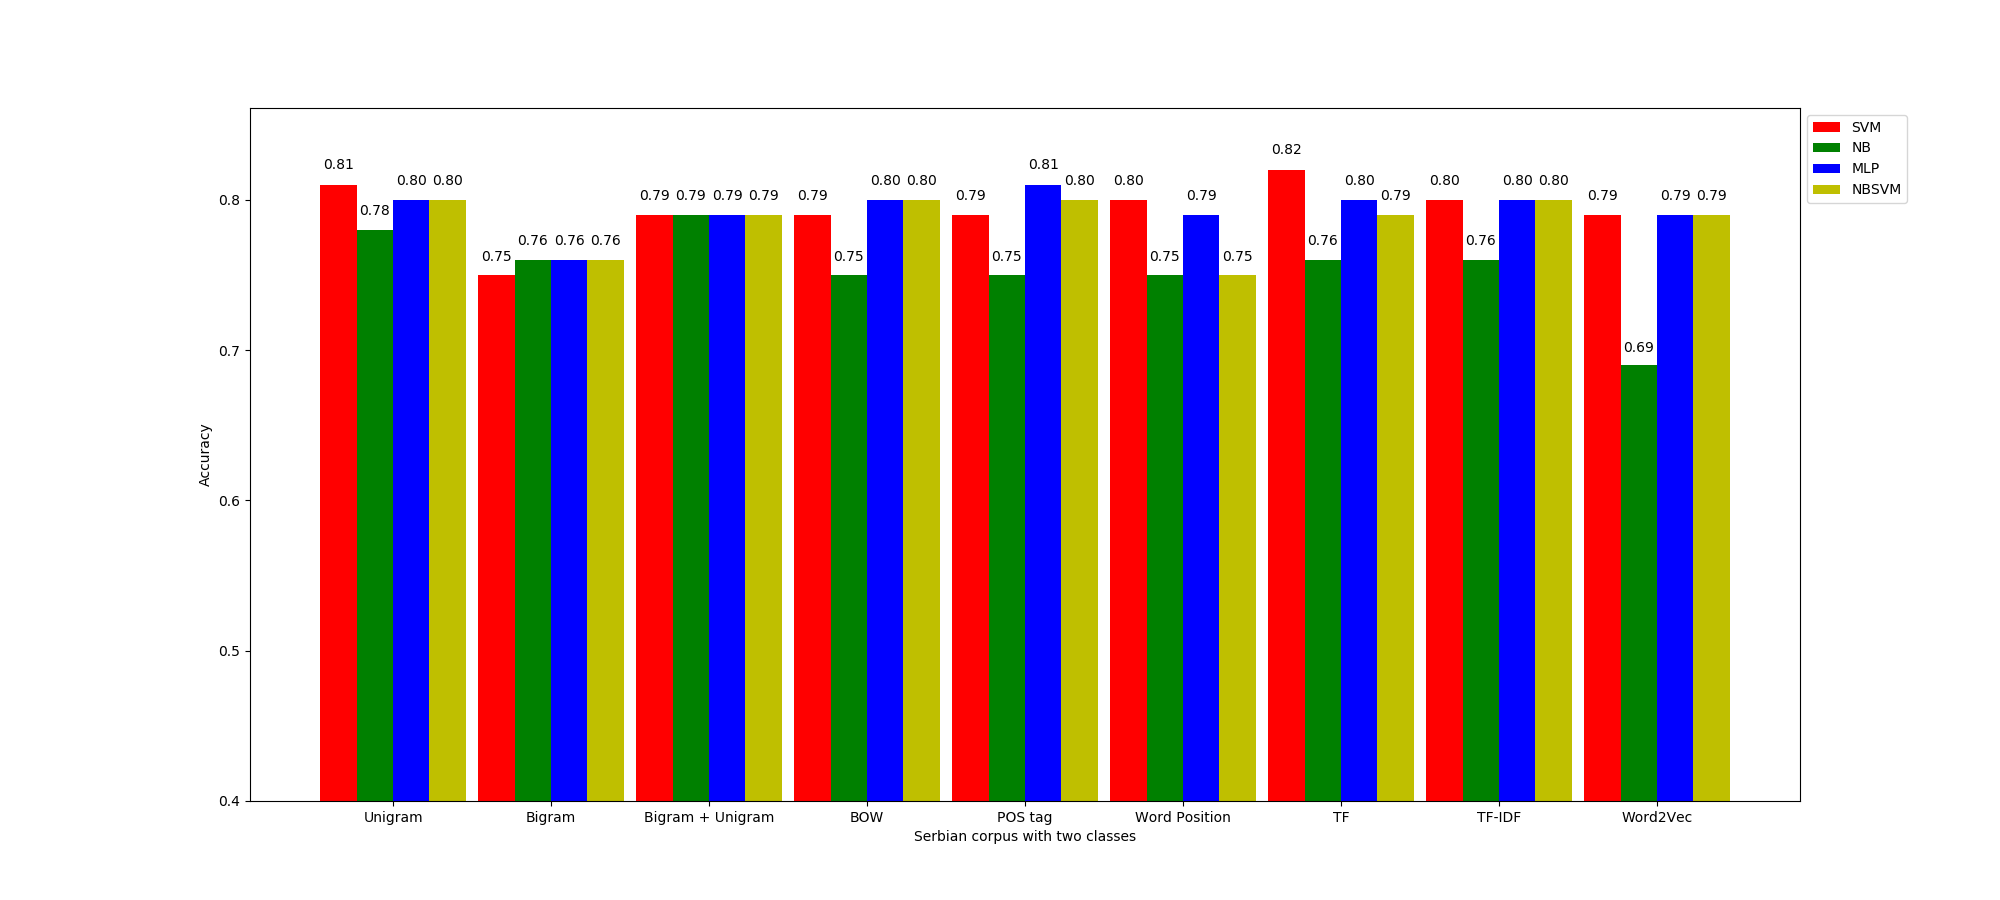 SVM
NB
MLP
NBSVM
0.81 0.78 0.80 0.80
0.75 0.76 0.76 0.76
0.79 0.79 0.79 0.79
0.79 0.75 0.80 0.80
0.79 0.75 0.81 0.80
0.80 0.75 0.79 0.75
0.82 0.76 0.80 0.79
0.80 0.76 0.80 0.80
0.79 0.69 0.79 0.79
0.8
0.7
0.6
0.5
0.4
Accuracy
Unigram Bigram Bigram + Unigram BOW POS tag Word Position TF TF-IDF Word2Vec
Serbian corpus with two classes